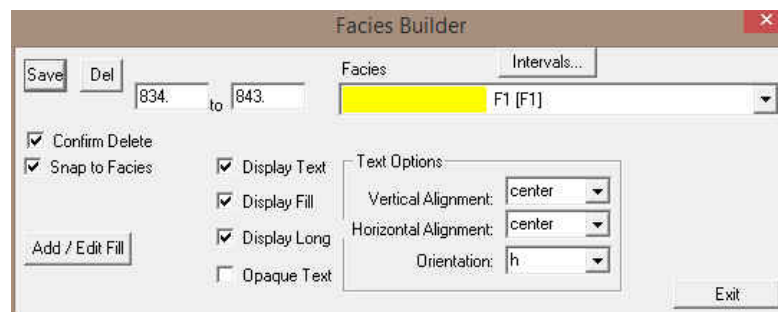 Facies Builder
Save
Del
834.
to
843.
Facies
Intervals...
F1 [F1]
Confirm Delete
Snap to Facies
Add / Edit Fill
Display Text
Display Fill
Display Long
Opaque Text
Text Options
Vertical Alignment: center
Horizontal Alignment: center
Orientation: h
Exit